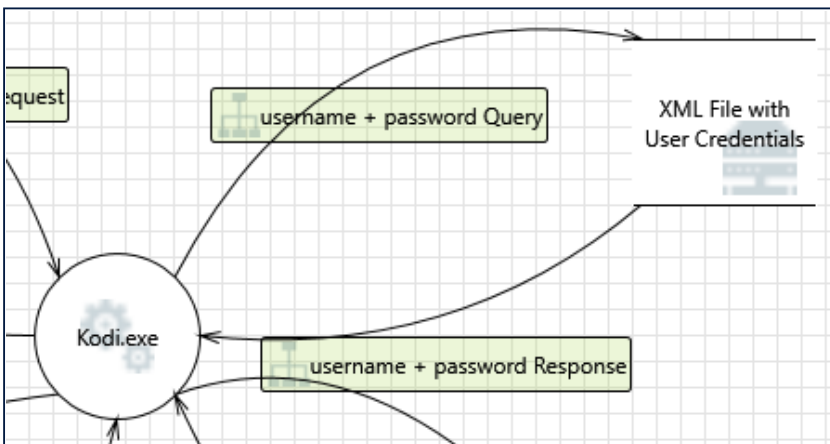 equest
username + password Query
XML File with
User Credentials
Kodi.exe
username + password Response